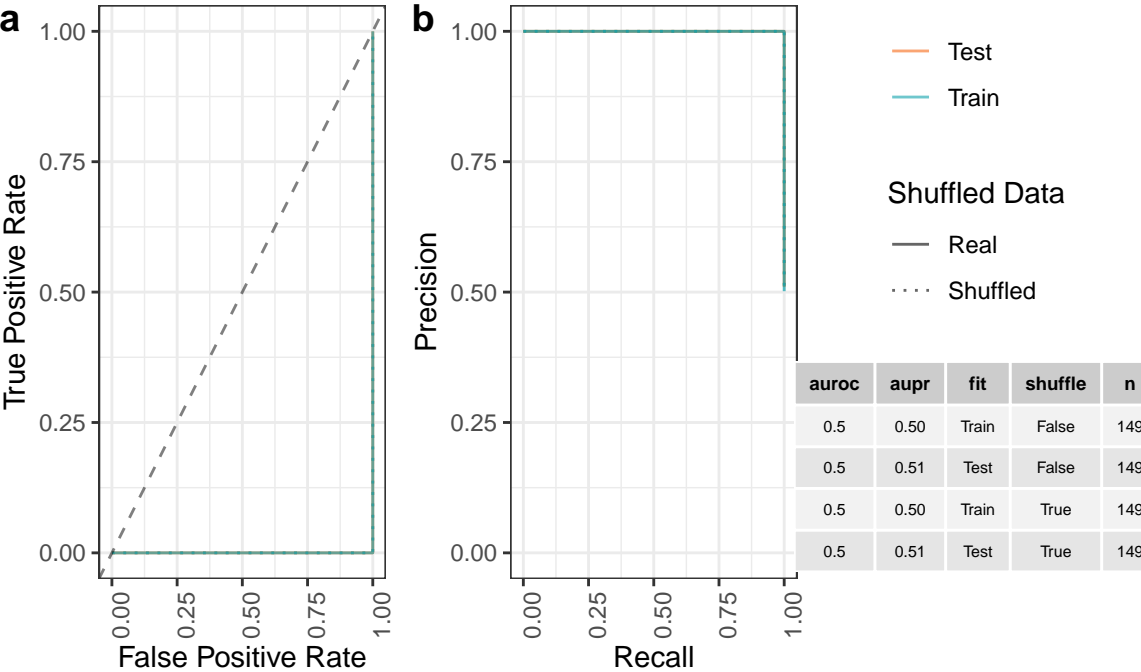 a
True Positive Rate
1.00
0.75
0.50
0.25
0.00
0.00 0.25 0.50 0.75 1.00
False Positive Rate
b
Precision
1.00
0.75
0.50
0.25
0.00
0.00 0.25 0.50 0.75 1.00
Recall
Test
Train
Shuffled Data
Real
Shuffled
auroc aupr fit shuffle n
0.5 0.50 Train False 149
0.5 0.51 Test False 149
0.5 0.50 Train True 149
0.5 0.51 Test True 149